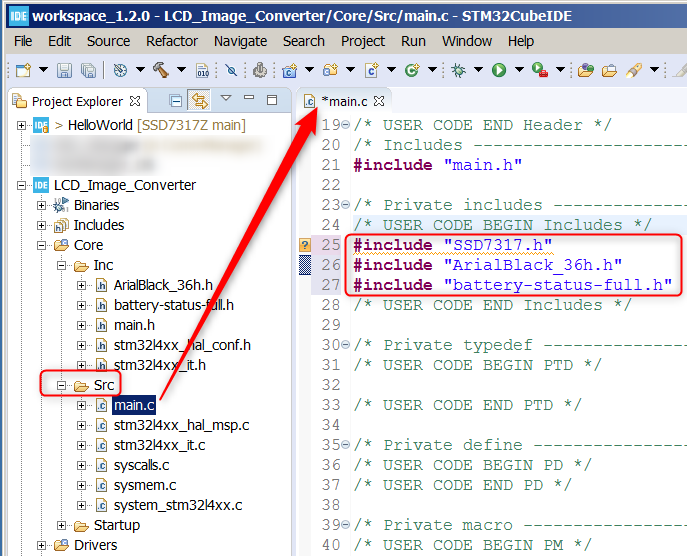 IDE workspace_1.2.0 - LCD_Image_Converter/Core/Src/main.c - STM32CubeIDE
File Edit Source Refactor Navigate Search Project Run Window Help
010
Project Explorer
IDE > HelloWorld [SSD7317Z main]
IDE LCD_Image_Converter
Binaries
Includes
Core
Inc
ArialBlack_36h.h
battery-status-full.h
main.h
stm32l4xx_hal_conf.h
stm32l4xx_it.h
Src
main.c
stm32l4xx_hal_msp.c
stm32l4xx_it.c
syscalls.c
sysmem.c
system_stm32l4xx.c
Startup
Drivers
*main.c
19 /* USER CODE END Header */
20 /* Includes ------------------
21 #include "main.h"
22
23 /* Private includes ----------
24 /* USER CODE BEGIN Includes */
25 #include "SSD7317.h"
26 #include "ArialBlack_36h.h"
27 #include "battery-status-full.h"
28 /* USER CODE END Includes */
29
30 /* Private typedef -----------
31 /* USER CODE BEGIN PTD */
32
33 /* USER CODE END PTD */
34
35 /* Private define ------------
36 /* USER CODE BEGIN PD */
37 /* USER CODE END PD */
38
39 /* Private macro -------------
40 /* USER CODE BEGIN PM */